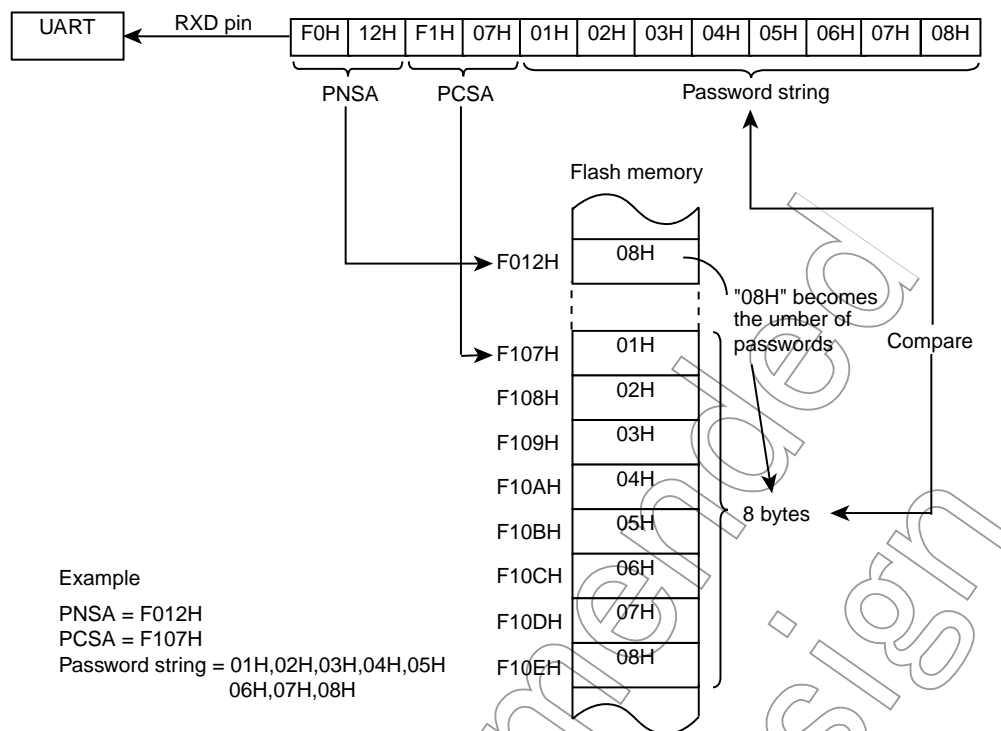 UART
RXD pin
F0H 12H F1H 07H 01H 02H 03H 04H 05H 06H 07H 08H
PNSA
PCSA
Password string
Flash memory
F012H
08H
"08H" becomes
the umber of
passwords
Compare
F107H
01H
F108H
02H
F109H
03H
F10AH
04H
F10BH
05H
8 bytes
F10CH
06H
F10DH
07H
F10EH
08H
Example
PNSA = F012H
PCSA = F107H
Password string = 01H,02H,03H,04H,05H
06H,07H,08H
mended
sign